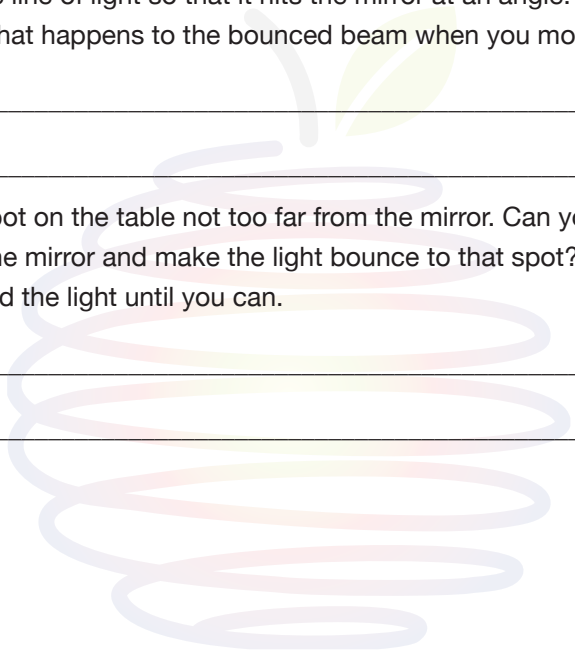 line of light so that it hits the mirror at an angle.
hat happens to the bounced beam when you mo
ot on the table not too far from the mirror. Can yo
e mirror and make the light bounce to that spot?
d the light until you can.